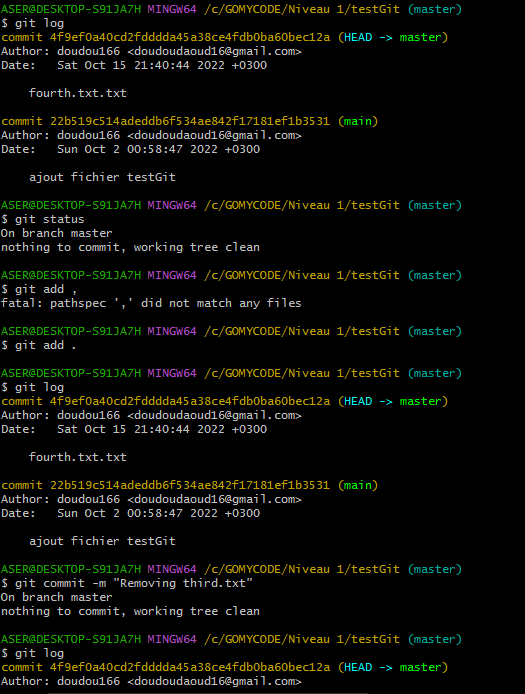 ASER@DESKTOP-S91JA7H MINGW64 /c/GOMYCODE/Niveau 1/testGit (master)
$ git log
commit 4f9ef0a40cd2fdddda45a38ce4fdb0ba60bec12a (HEAD -> master)
Author: doudou166 <doudoudaoud16@gmail.com>
Date:   Sat Oct 15 21:40:44 2022 +0300

    fourth.txt.txt

commit 22b519c514adeddb6f534ae842f17181ef1b3531 (main)
Author: doudou166 <doudoudaoud16@gmail.com>
Date:   Sun Oct 2 00:58:47 2022 +0300

    ajout fichier testGit

ASER@DESKTOP-S91JA7H MINGW64 /c/GOMYCODE/Niveau 1/testGit (master)
$ git status
On branch master
nothing to commit, working tree clean

ASER@DESKTOP-S91JA7H MINGW64 /c/GOMYCODE/Niveau 1/testGit (master)
$ git add ,
fatal: pathspec ',' did not match any files

ASER@DESKTOP-S91JA7H MINGW64 /c/GOMYCODE/Niveau 1/testGit (master)
$ git add .

ASER@DESKTOP-S91JA7H MINGW64 /c/GOMYCODE/Niveau 1/testGit (master)
$ git log
commit 4f9ef0a40cd2fdddda45a38ce4fdb0ba60bec12a (HEAD -> master)
Author: doudou166 <doudoudaoud16@gmail.com>
Date:   Sat Oct 15 21:40:44 2022 +0300

    fourth.txt.txt

commit 22b519c514adeddb6f534ae842f17181ef1b3531 (main)
Author: doudou166 <doudoudaoud16@gmail.com>
Date:   Sun Oct 2 00:58:47 2022 +0300

    ajout fichier testGit

ASER@DESKTOP-S91JA7H MINGW64 /c/GOMYCODE/Niveau 1/testGit (master)
$ git commit -m "Removing third.txt"
On branch master
nothing to commit, working tree clean

ASER@DESKTOP-S91JA7H MINGW64 /c/GOMYCODE/Niveau 1/testGit (master)
$ git log
commit 4f9ef0a40cd2fdddda45a38ce4fdb0ba60bec12a (HEAD -> master)
Author: doudou166 <doudoudaoud16@gmail.com>